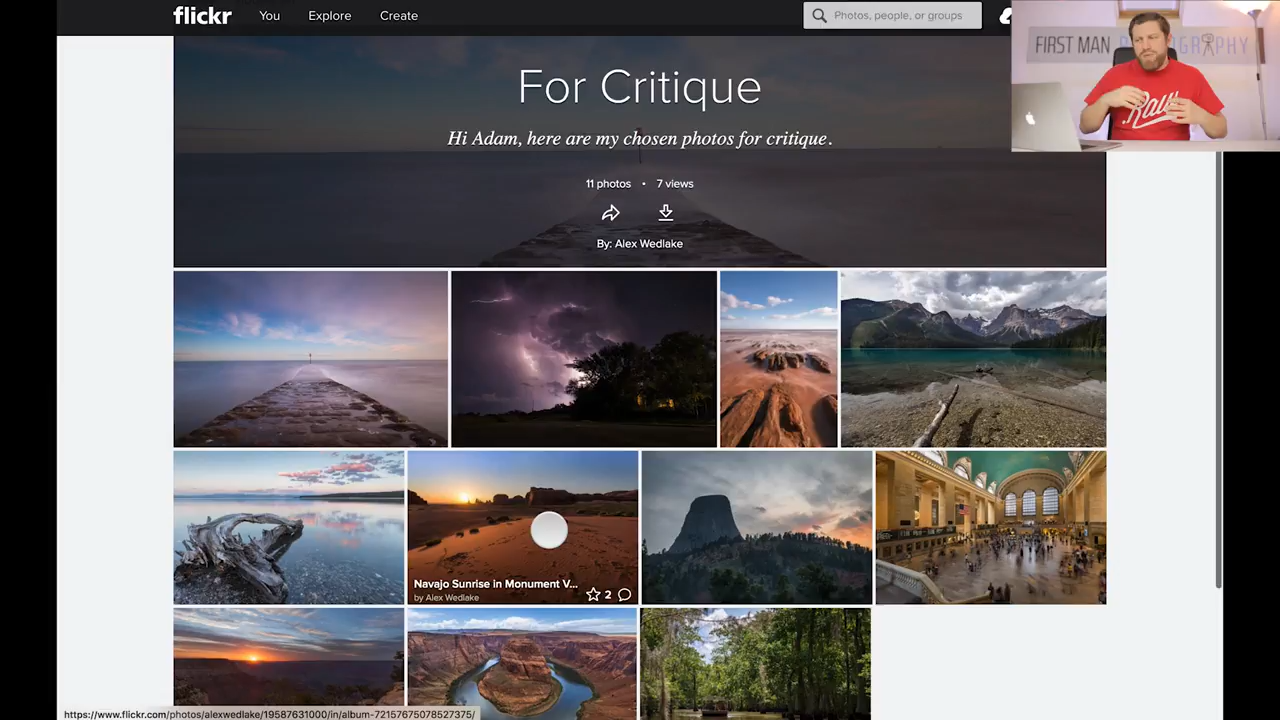 flickr You Explore Create Photos, people, or groups
FIRST MAN
Raw
For Critique
Hi Adam, here are my chosen photos for critique.
11 photos • 7 views
By: Alex Wedlake
Navajo Sunrise in Monument V...
by Alex Wedlake
2
https://www.flickr.com/photos/alexwedlake/19587631000/in/album-72157675078527375/